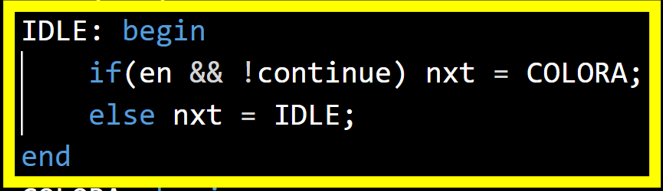 IDLE: begin
if(en && !continue) nxt = COLORA;
else nxt = IDLE;
end